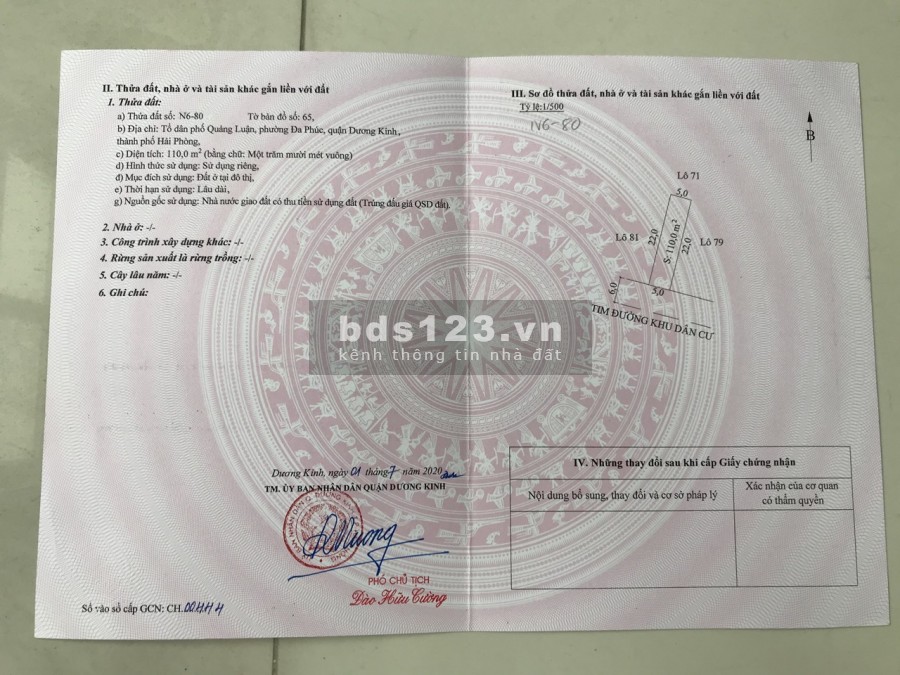 II. Thửa đất, nhà ở và tài sản khác gắn liền với đất
1. Thửa đất:
a) Thửa đất số: N6-80 Tờ bản đồ số: 65,
b) Địa chỉ: Tổ dân phố Quảng Luận, phường Đa Phúc, quận Dương Kinh,
thành phố Hải Phòng,
c) Diện tích: 110,0 m² (bằng chữ: Một trăm mười mét vuông)
d) Hình thức sử dụng: Sử dụng riêng,
đ) Mục đích sử dụng: Đất ở tại đô thị,
e) Thời hạn sử dụng: Lâu dài,
g) Nguồn gốc sử dụng: Nhà nước giao đất có thu tiền sử dụng đất (Trúng đấu giá QSD đất).
2. Nhà ở: -/-
3. Công trình xây dựng khác: -/-
4. Rừng sản xuất là rừng trồng: -/-
5. Cây lâu năm: -/-
6. Ghi chú:
Dương Kinh, ngày 01 tháng 7 năm 2020
TM. ỦY BAN NHÂN DÂN QUẬN DƯƠNG KINH
PHÓ CHỦ TỊCH
Đào Hữu Cường
Số vào sổ cấp GCN: CH.
III. Sơ đồ thửa đất, nhà ở và tài sản khác gắn liền với đất
Tỷ lệ:1/500
N6-80
B
Lô 71
5,0
Lô 81
22,0
S: 110,0 m²
22,0
Lô 79
6,0
5,0
TIM ĐƯỜNG KHU DÂN CƯ
bds123.vn
kênh thông tin nhà đất
IV. Những thay đổi sau khi cấp Giấy chứng nhận
Nội dung bổ sung, thay đổi và cơ sở pháp lý
Xác nhận của cơ quan
có thẩm quyền